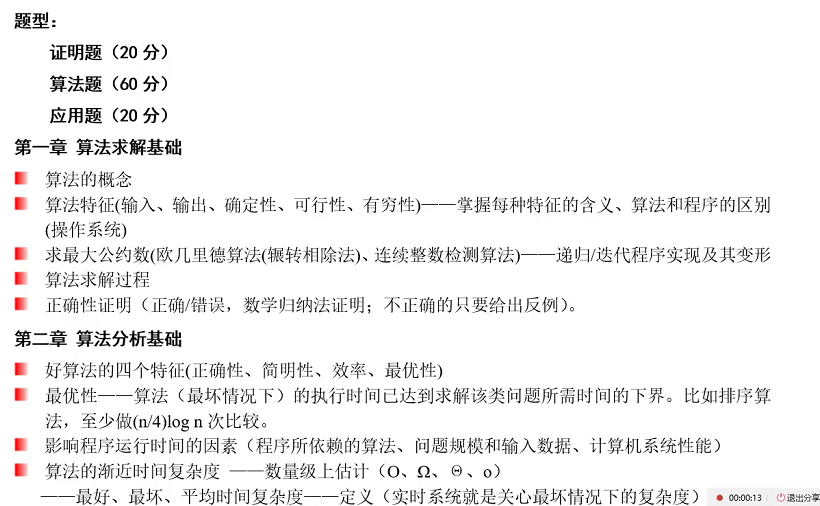 题型：
证明题（20 分）
算法题（60 分）
应用题（20 分）
第一章 算法求解基础
算法的概念
算法特征(输入、输出、确定性、可行性、有穷性)——掌握每种特征的含义、算法和程序的区别
(操作系统)
求最大公约数(欧几里德算法(辗转相除法)、连续整数检测算法)——递归/迭代程序实现及其变形
算法求解过程
正确性证明（正确/错误，数学归纳法证明；不正确的只要给出反例）。
第二章 算法分析基础
好算法的四个特征(正确性、简明性、效率、最优性)
最优性——算法（最坏情况下）的执行时间已达到求解该类问题所需时间的下界。比如排序算
法，至少做(n/4)log n 次比较。
影响程序运行时间的因素（程序所依赖的算法、问题规模和输入数据、计算机系统性能）
算法的渐近时间复杂度 ——数量级上估计（O、Ω、Θ、o）
——最好、最坏、平均时间复杂度——定义（实时系统就是关心最坏情况下的复杂度）
00:00:13 退出分享